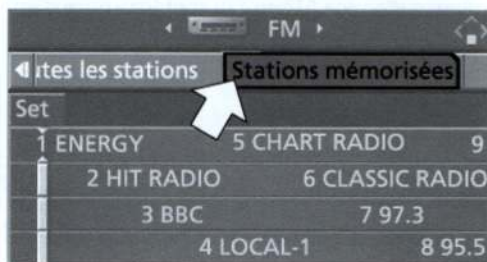 FM
utes les stations Stations mémorisées
Set
1 ENERGY 5 CHART RADIO 9
2 HIT RADIO 6 CLASSIC RADIO
3 BBC 7 97.3
4 LOCAL-1 8 95.5